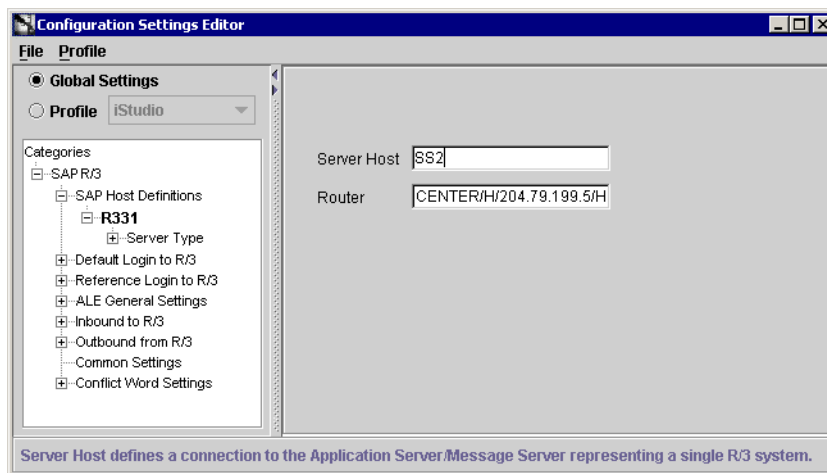 Configuration Settings Editor
File Profile
Global Settings
Profile iStudio
Categories
SAP R/3
SAP Host Definitions
R331
Server Type
Default Login to R/3
Reference Login to R/3
ALE General Settings
Inbound to R/3
Outbound from R/3
Common Settings
Conflict Word Settings
Server Host SS2
Router CENTER/H/204.79.199.5/H
Server Host defines a connection to the Application Server/Message Server representing a single R/3 system.